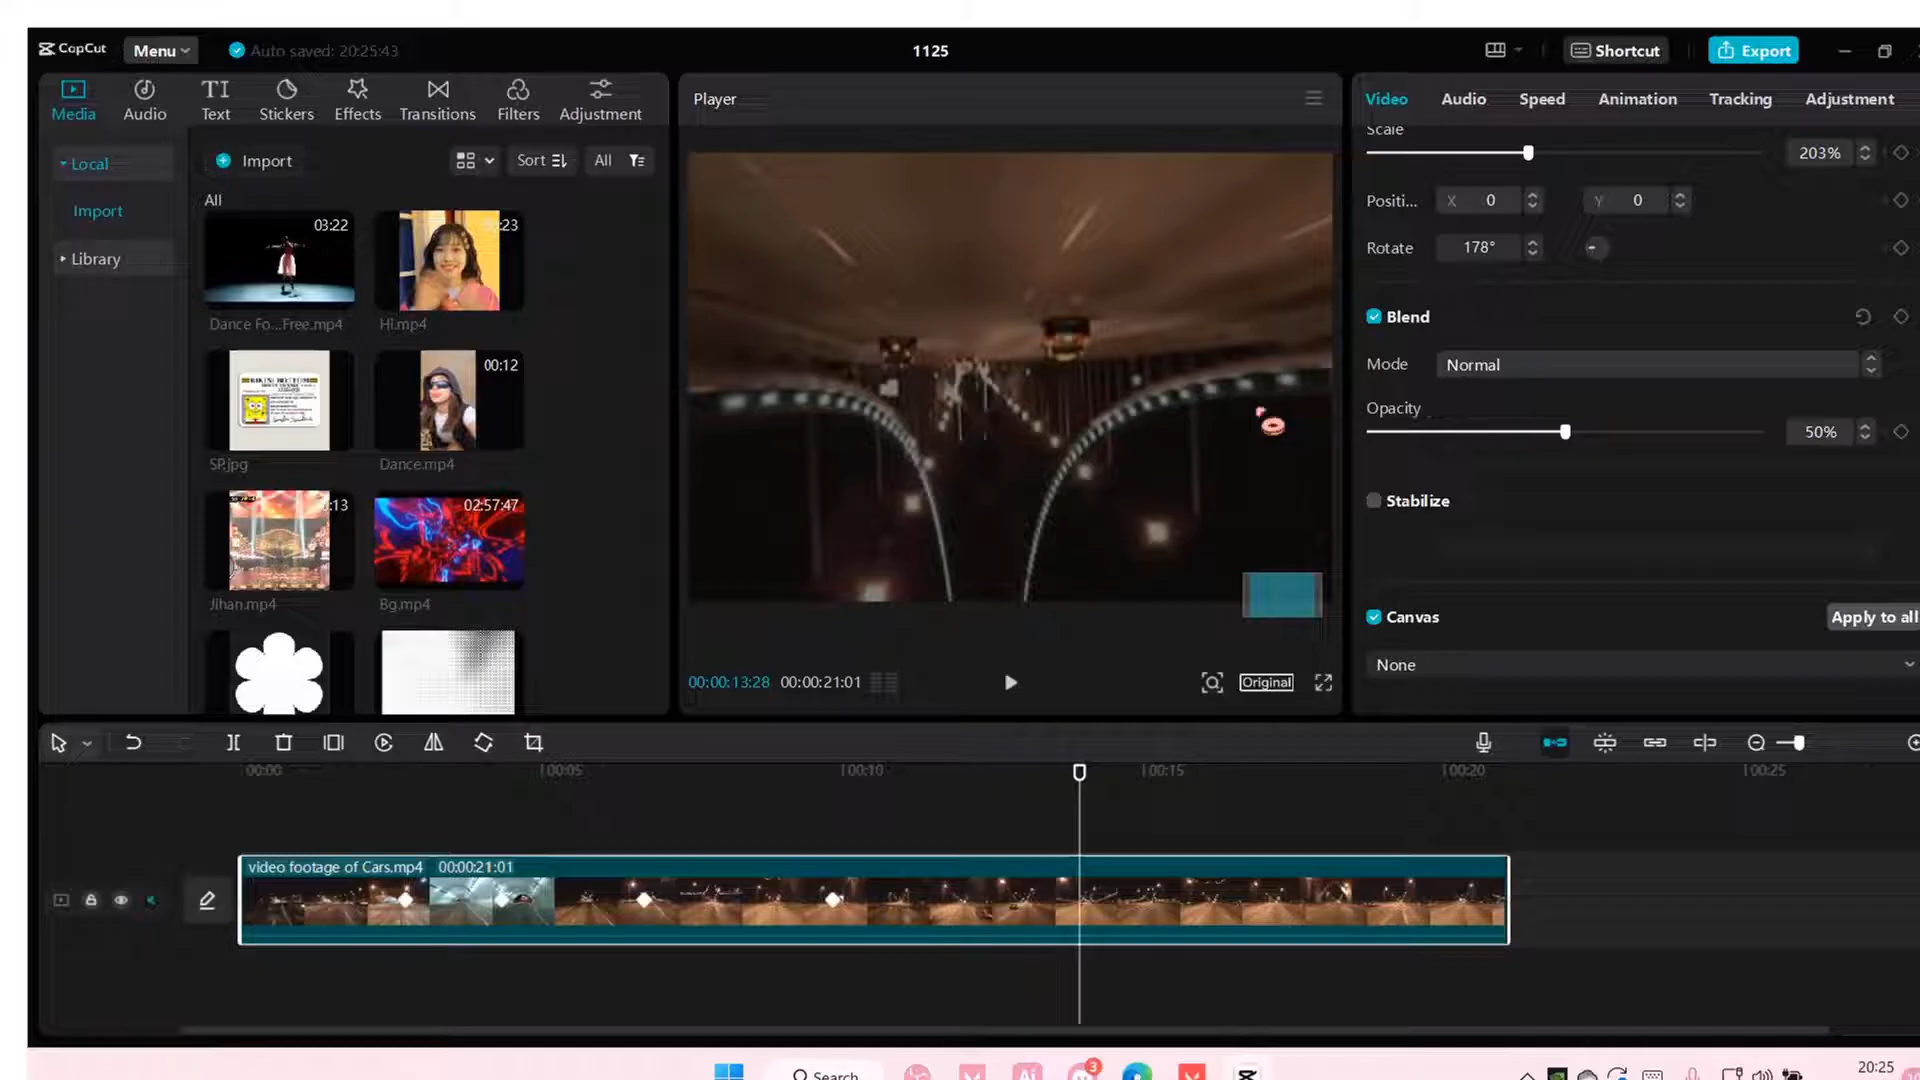 CapCut
Menu
Auto saved: 20:25:43
1125
Shortcut
Export
Media
Audio
Text
Stickers
Effects
Transitions
Filters
Adjustment
Player
Video
Audio
Speed
Animation
Tracking
Adjustment
Local
Import
Library
Import
Sort
All
All
03:22
Dance Fo...Free.mp4
:23
Hi.mp4
SP.jpg
00:12
Dance.mp4
:13
Jihan.mp4
02:57:47
Bg.mp4
Scale
203%
Positi...
X 0
Y 0
Rotate
178°
Blend
Mode
Normal
Opacity
50%
Stabilize
Canvas
Apply to all
None
00:00:13:28 00:00:21:01
Original
00:00
00:05
00:10
00:15
00:20
00:25
video footage of Cars.mp4 00:00:21:01
Search
Ai
3
20:25